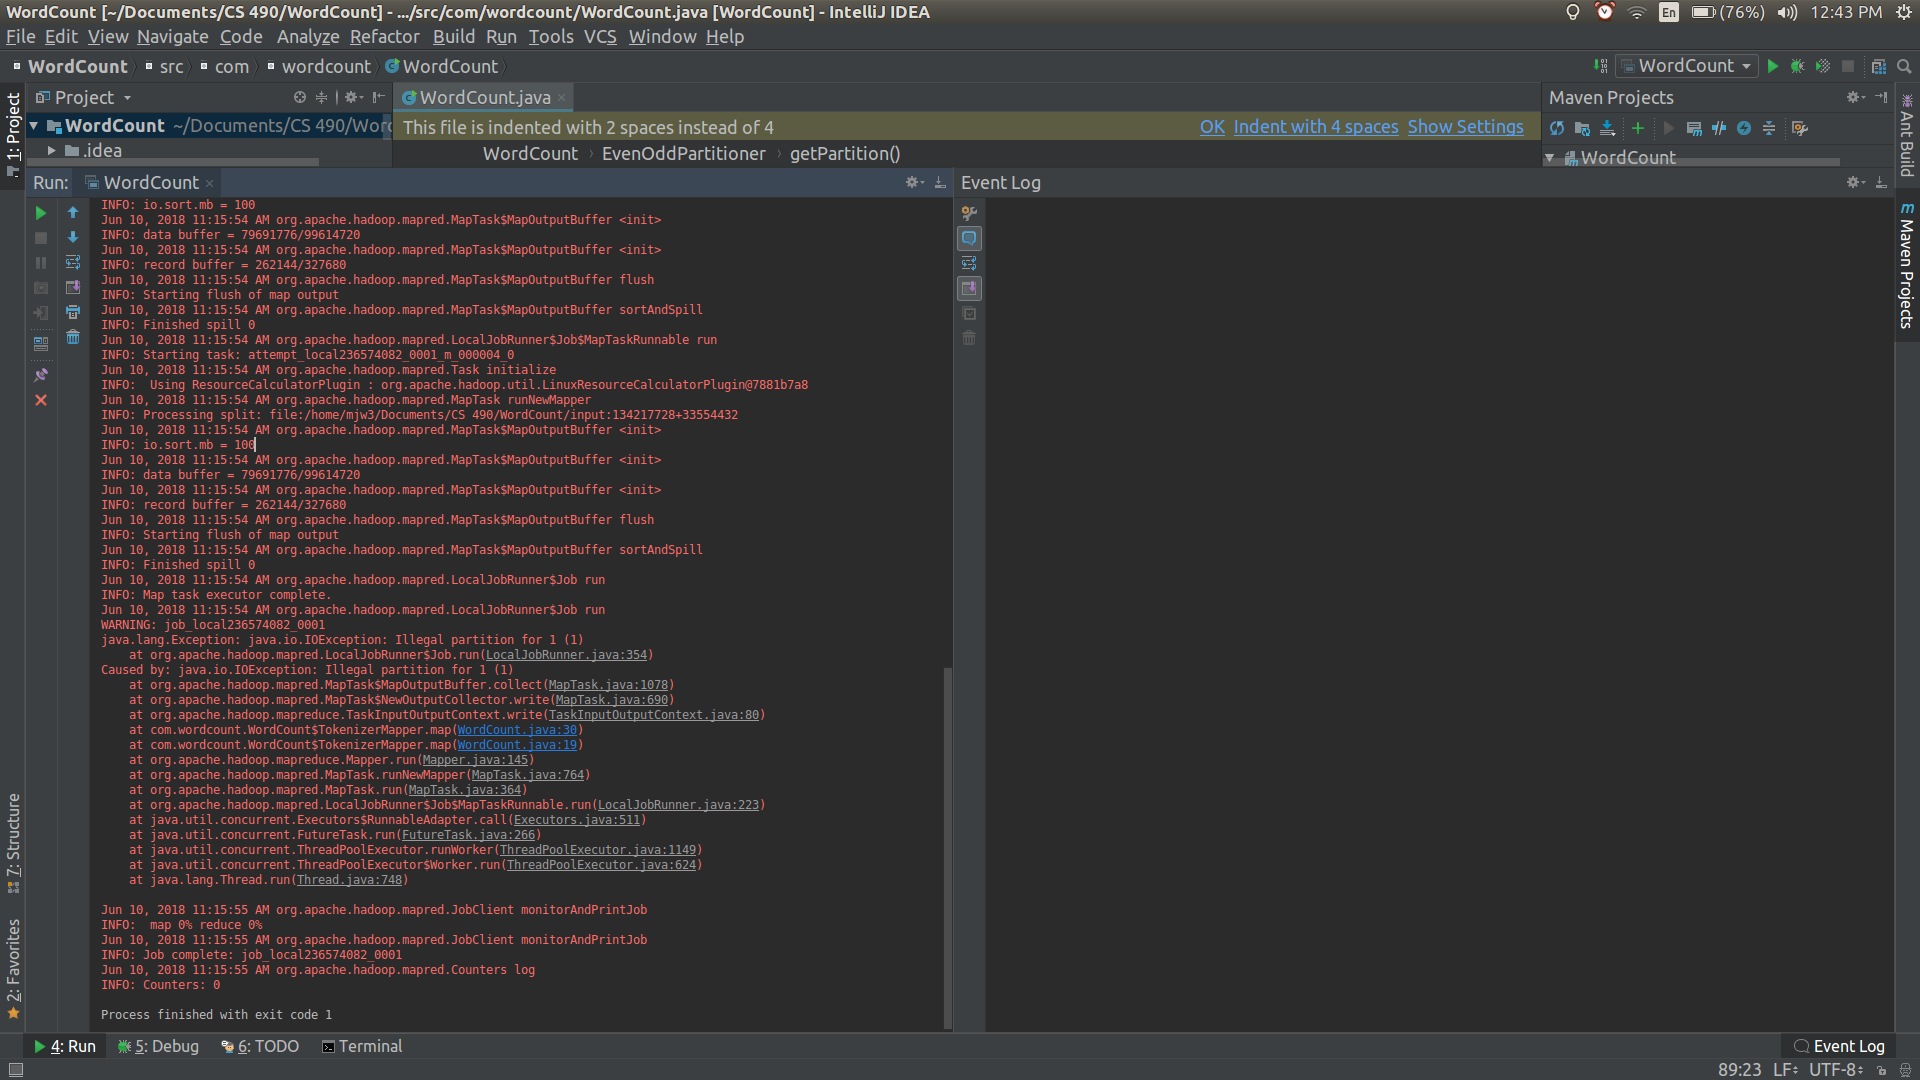 WordCount [~/Documents/CS 490/WordCount] - .../src/com/wordcount/WordCount.java [WordCount] - IntelliJ IDEA
En (76%) 12:43 PM
File Edit View Navigate Code Analyze Refactor Build Run Tools VCS Window Help
WordCount src com wordcount WordCount
WordCount
Project
WordCount.java ×
Maven Projects
WordCount ~/Documents/CS 490/Word
This file is indented with 2 spaces instead of 4
OK Indent with 4 spaces Show Settings
.idea
WordCount › EvenOddPartitioner › getPartition()
WordCount
1: Project
7: Structure
2: Favorites
Ant Build
Maven Projects
Run: WordCount ×
Event Log
INFO: io.sort.mb = 100
Jun 10, 2018 11:15:54 AM org.apache.hadoop.mapred.MapTask$MapOutputBuffer <init>
INFO: data buffer = 79691776/99614720
Jun 10, 2018 11:15:54 AM org.apache.hadoop.mapred.MapTask$MapOutputBuffer <init>
INFO: record buffer = 262144/327680
Jun 10, 2018 11:15:54 AM org.apache.hadoop.mapred.MapTask$MapOutputBuffer flush
INFO: Starting flush of map output
Jun 10, 2018 11:15:54 AM org.apache.hadoop.mapred.MapTask$MapOutputBuffer sortAndSpill
INFO: Finished spill 0
Jun 10, 2018 11:15:54 AM org.apache.hadoop.mapred.LocalJobRunner$Job$MapTaskRunnable run
INFO: Starting task: attempt_local236574082_0001_m_000004_0
Jun 10, 2018 11:15:54 AM org.apache.hadoop.mapred.Task initialize
INFO:  Using ResourceCalculatorPlugin : org.apache.hadoop.util.LinuxResourceCalculatorPlugin@7881b7a8
Jun 10, 2018 11:15:54 AM org.apache.hadoop.mapred.MapTask runNewMapper
INFO: Processing split: file:/home/mjw3/Documents/CS 490/WordCount/input:134217728+33554432
Jun 10, 2018 11:15:54 AM org.apache.hadoop.mapred.MapTask$MapOutputBuffer <init>
INFO: io.sort.mb = 100
Jun 10, 2018 11:15:54 AM org.apache.hadoop.mapred.MapTask$MapOutputBuffer <init>
INFO: data buffer = 79691776/99614720
Jun 10, 2018 11:15:54 AM org.apache.hadoop.mapred.MapTask$MapOutputBuffer <init>
INFO: record buffer = 262144/327680
Jun 10, 2018 11:15:54 AM org.apache.hadoop.mapred.MapTask$MapOutputBuffer flush
INFO: Starting flush of map output
Jun 10, 2018 11:15:54 AM org.apache.hadoop.mapred.MapTask$MapOutputBuffer sortAndSpill
INFO: Finished spill 0
Jun 10, 2018 11:15:54 AM org.apache.hadoop.mapred.LocalJobRunner$Job run
INFO: Map task executor complete.
Jun 10, 2018 11:15:54 AM org.apache.hadoop.mapred.LocalJobRunner$Job run
WARNING: job_local236574082_0001
java.lang.Exception: java.io.IOException: Illegal partition for 1 (1)
at org.apache.hadoop.mapred.LocalJobRunner$Job.run(LocalJobRunner.java:354)
Caused by: java.io.IOException: Illegal partition for 1 (1)
at org.apache.hadoop.mapred.MapTask$MapOutputBuffer.collect(MapTask.java:1078)
at org.apache.hadoop.mapred.MapTask$NewOutputCollector.write(MapTask.java:690)
at org.apache.hadoop.mapreduce.TaskInputOutputContext.write(TaskInputOutputContext.java:80)
at com.wordcount.WordCount$TokenizerMapper.map(WordCount.java:30)
at com.wordcount.WordCount$TokenizerMapper.map(WordCount.java:19)
at org.apache.hadoop.mapreduce.Mapper.run(Mapper.java:145)
at org.apache.hadoop.mapred.MapTask.runNewMapper(MapTask.java:764)
at org.apache.hadoop.mapred.MapTask.run(MapTask.java:364)
at org.apache.hadoop.mapred.LocalJobRunner$Job$MapTaskRunnable.run(LocalJobRunner.java:223)
at java.util.concurrent.Executors$RunnableAdapter.call(Executors.java:511)
at java.util.concurrent.FutureTask.run(FutureTask.java:266)
at java.util.concurrent.ThreadPoolExecutor.runWorker(ThreadPoolExecutor.java:1149)
at java.util.concurrent.ThreadPoolExecutor$Worker.run(ThreadPoolExecutor.java:624)
at java.lang.Thread.run(Thread.java:748)
Jun 10, 2018 11:15:55 AM org.apache.hadoop.mapred.JobClient monitorAndPrintJob
INFO:  map 0% reduce 0%
Jun 10, 2018 11:15:55 AM org.apache.hadoop.mapred.JobClient monitorAndPrintJob
INFO: Job complete: job_local236574082_0001
Jun 10, 2018 11:15:55 AM org.apache.hadoop.mapred.Counters log
INFO: Counters: 0
Process finished with exit code 1
4: Run 5: Debug 6: TODO Terminal
Event Log
89:23 LF UTF-8